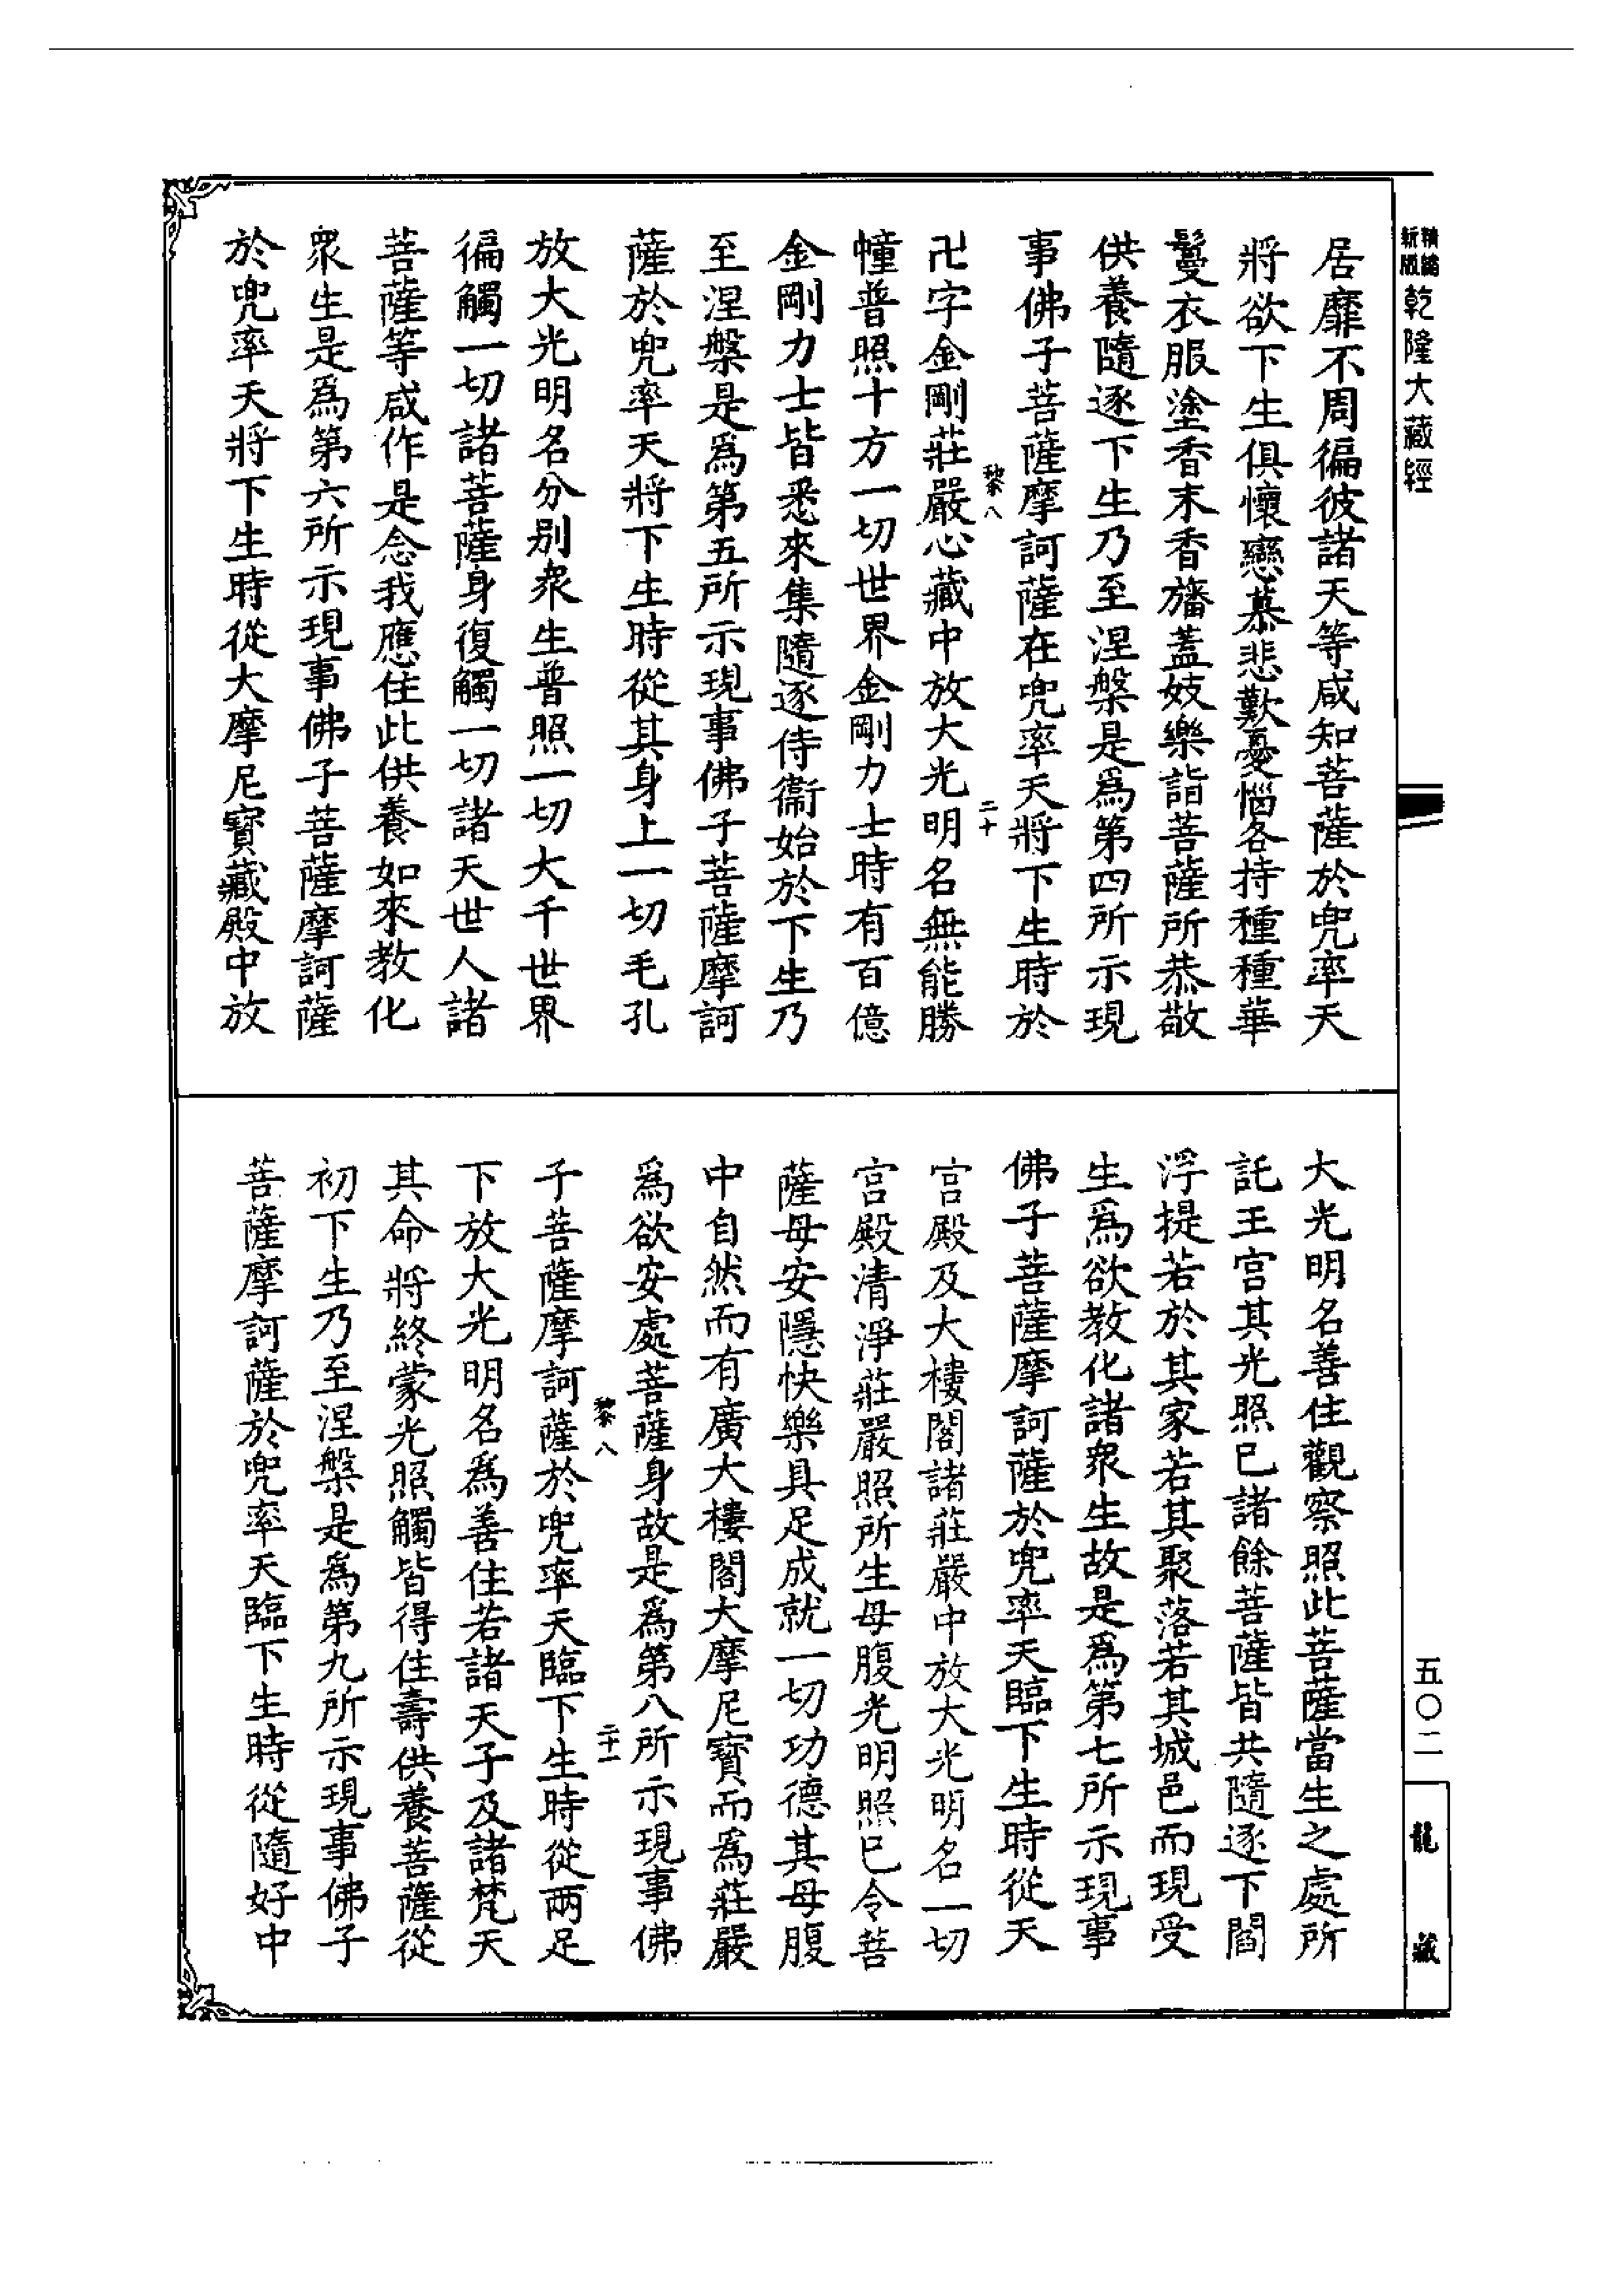 精編新版乾隆大藏經
居靡不周徧彼諸天等咸知菩薩於兜率天
將欲下生俱懷戀慕悲歎憂惱各持種種華
鬘衣服塗香末香旛蓋妓樂詣菩薩所恭敬
供養隨逐下生乃至涅槃是爲第四所示現
事佛子菩薩摩訶薩在兜率天將下生時於
黎八
二十
卍字金剛莊嚴心藏中放大光明名無能勝
幢普照十方一切世界金剛力士時有百億
金剛力士皆悉來集隨逐侍衞始於下生乃
至涅槃是爲第五所示現事佛子菩薩摩訶
薩於兜率天將下生時從其身上一切毛孔
放大光明名分別衆生普照一切大千世界
徧觸一切諸菩薩身復觸一切諸天世人諸
菩薩等咸作是念我應住此供養如來教化
衆生是爲第六所示現事佛子菩薩摩訶薩
於兜率天將下生時從大摩尼寶藏殿中放
大光明名善住觀察照此菩薩當生之處所
託王宮其光照已諸餘菩薩皆共隨逐下閻
浮提若於其家若其聚落若其城邑而現受
生爲欲教化諸衆生故是爲第七所示現事
佛子菩薩摩訶薩於兜率天臨下生時從天
宮殿及大樓閣諸莊嚴中放大光明名一切
宮殿清淨莊嚴照所生母腹光明照已令菩
薩母安隱快樂具足成就一切功德其母腹
中自然而有廣大樓閣大摩尼寶而爲莊嚴
爲欲安處菩薩身故是爲第八所示現事佛
黎八
二十一
子菩薩摩訶薩於兜率天臨下生時從兩足
下放大光明名爲善住若諸天子及諸梵天
其命將終蒙光照觸皆得住壽供養菩薩從
初下生乃至涅槃是爲第九所示現事佛子
菩薩摩訶薩於兜率天臨下生時從隨好中
五〇二
龍藏